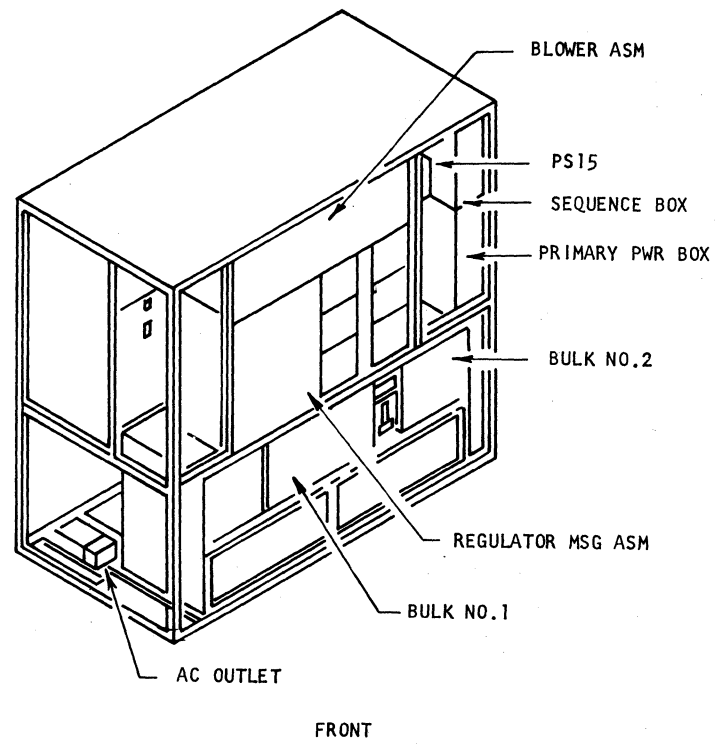 BLOWER ASM
PS15
SEQUENCE BOX
PRIMARY PWR BOX
BULK NO.2
REGULATOR MSG ASM
BULK NO.1
AC OUTLET
FRONT